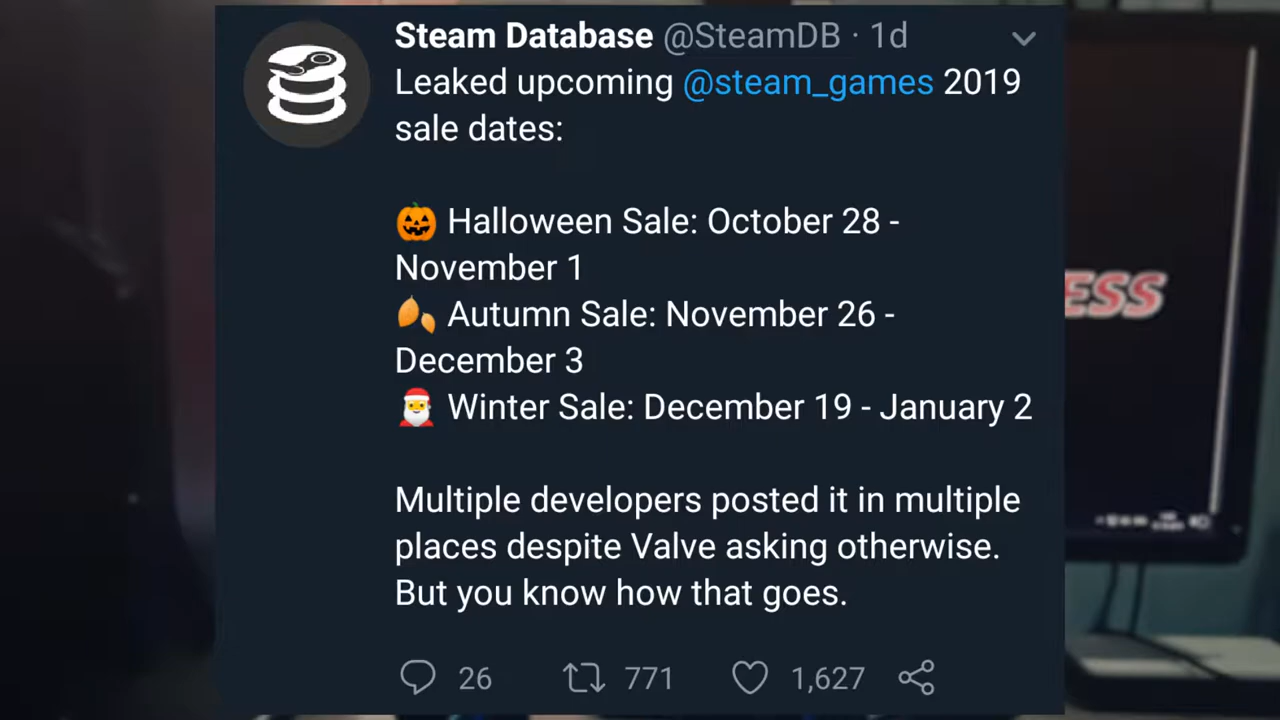 Steam Database @SteamDB · 1d
Leaked upcoming @steam_games 2019
sale dates:
🎃 Halloween Sale: October 28 -
November 1
🍂 Autumn Sale: November 26 -
December 3
🎅 Winter Sale: December 19 - January 2
Multiple developers posted it in multiple
places despite Valve asking otherwise.
But you know how that goes.
26 771 1,627
ESS